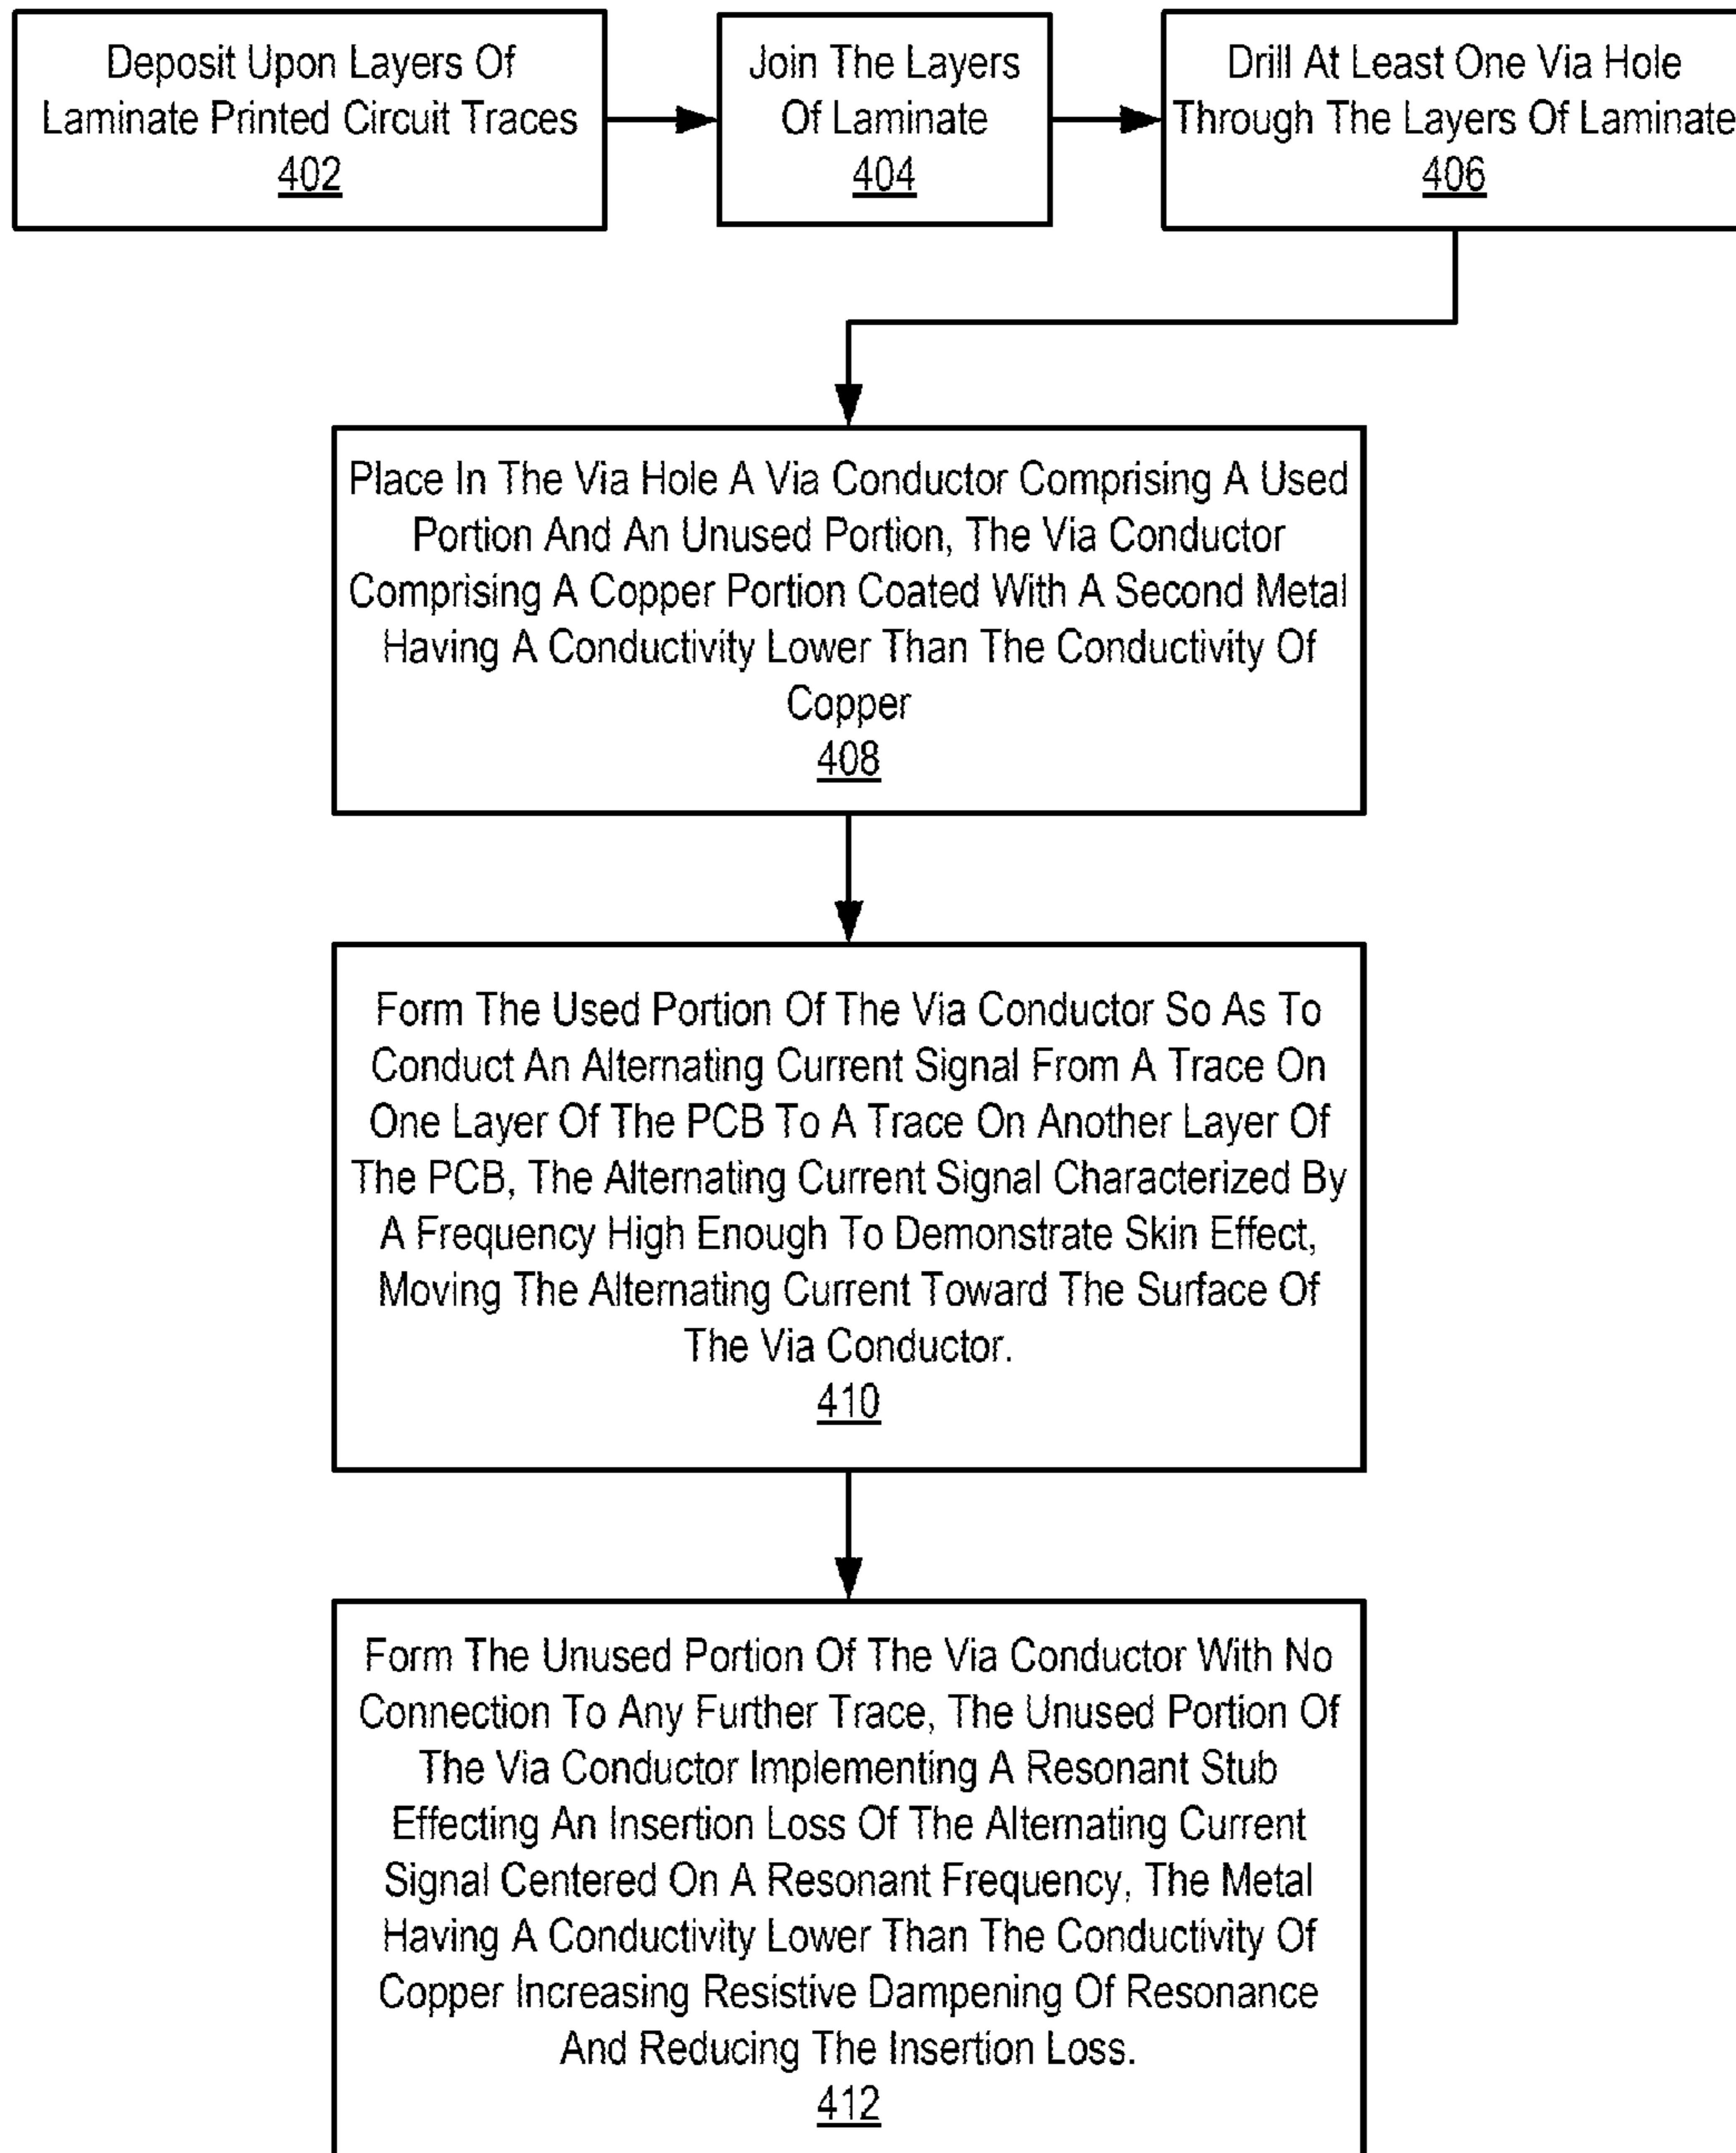 Deposit Upon Layers Of
Laminate Printed Circuit Traces
402
Join The Layers
Of Laminate
404
Drill At Least One Via Hole
Through The Layers Of Laminate
406
Place In The Via Hole A Via Conductor Comprising A Used
Portion And An Unused Portion, The Via Conductor
Comprising A Copper Portion Coated With A Second Metal
Having A Conductivity Lower Than The Conductivity Of
Copper
408
Form The Used Portion Of The Via Conductor So As To
Conduct An Alternating Current Signal From A Trace On
One Layer Of The PCB To A Trace On Another Layer Of
The PCB, The Alternating Current Signal Characterized By
A Frequency High Enough To Demonstrate Skin Effect,
Moving The Alternating Current Toward The Surface Of
The Via Conductor.
410
Form The Unused Portion Of The Via Conductor With No
Connection To Any Further Trace, The Unused Portion Of
The Via Conductor Implementing A Resonant Stub
Effecting An Insertion Loss Of The Alternating Current
Signal Centered On A Resonant Frequency, The Metal
Having A Conductivity Lower Than The Conductivity Of
Copper Increasing Resistive Dampening Of Resonance
And Reducing The Insertion Loss.
412